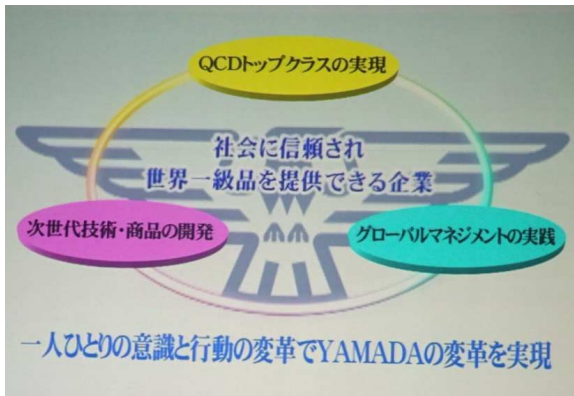 QCDトップクラスの実現
社会に信頼され
世界一級品を提供できる企業
次世代技術・商品の開発
グローバルマネジメントの実践
一人ひとりの意識と行動の変革でYAMADAの変革を実現